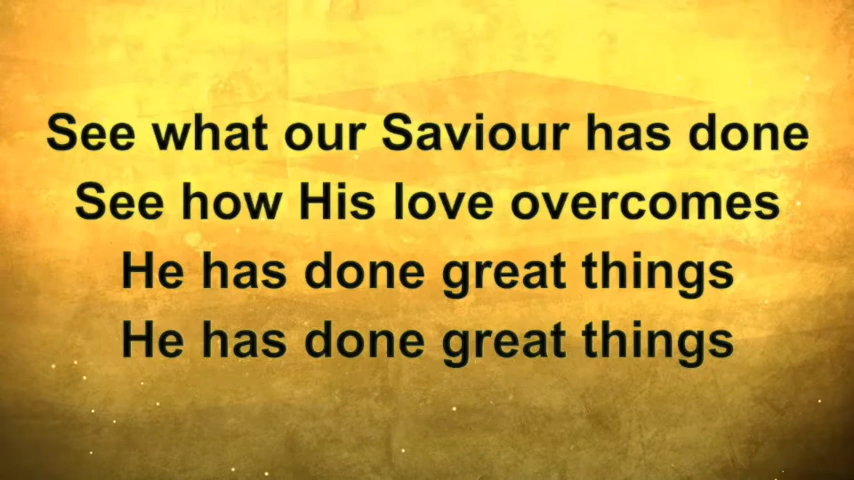 See what our Saviour has done
See how His love overcomes
He has done great things
He has done great things